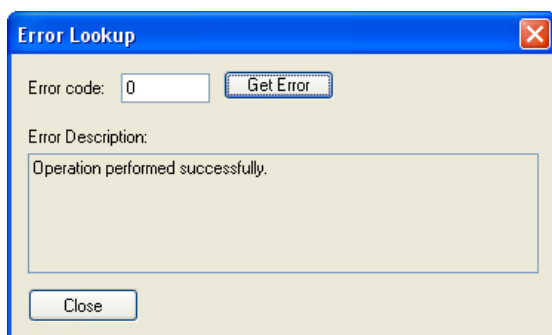 Error Lookup
Error code: 0 Get Error
Error Description:
Operation performed successfully.
Close